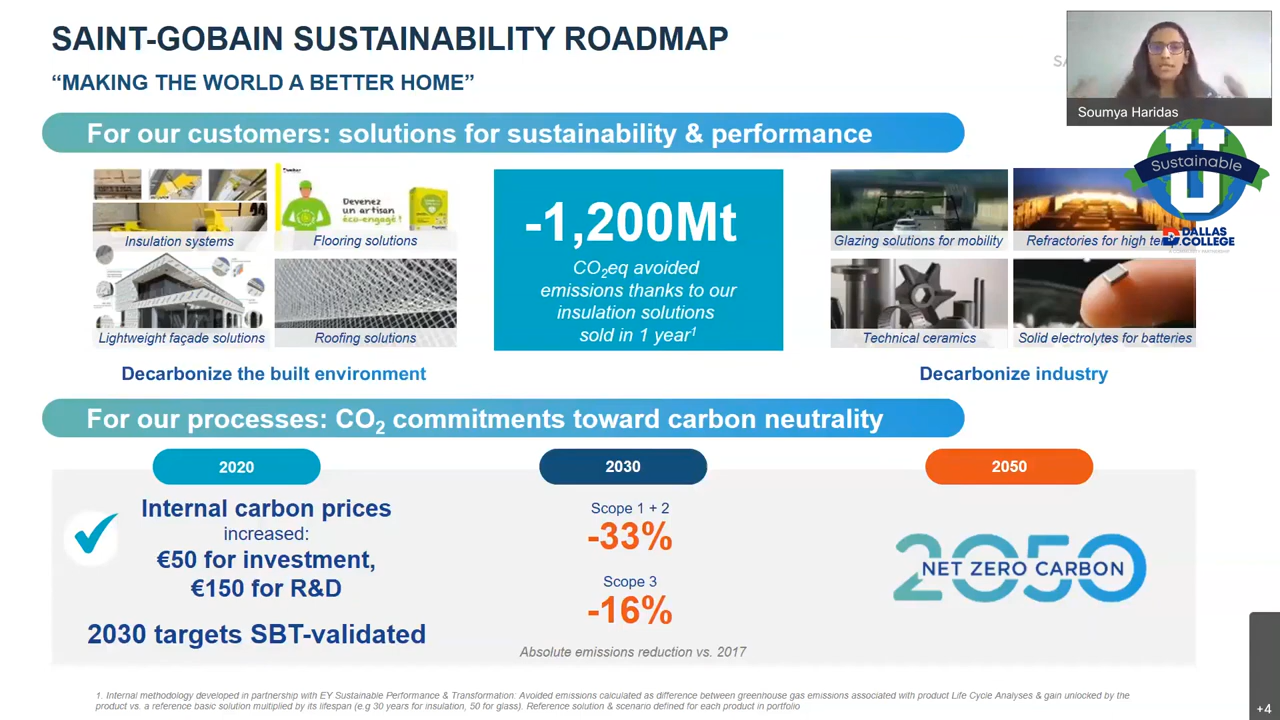 SAINT-GOBAIN SUSTAINABILITY ROADMAP
“MAKING THE WORLD A BETTER HOME”
Soumya Haridas
For our customers: solutions for sustainability & performance
Sustainable
U
DALLAS
COLLEGE
Devenez
un artisan
éco-engagé !
Insulation systems
Flooring solutions
Lightweight façade solutions
Roofing solutions
Decarbonize the built environment
-1,200Mt
CO₂eq avoided
emissions thanks to our
insulation solutions
sold in 1 year¹
Glazing solutions for mobility
Refractories for high
Technical ceramics
Solid electrolytes for batteries
Decarbonize industry
For our processes: CO₂ commitments toward carbon neutrality
2020
Internal carbon prices
increased:
€50 for investment,
€150 for R&D
2030 targets SBT-validated
2030
Scope 1 + 2
-33%
Scope 3
-16%
Absolute emissions reduction vs. 2017
2050
2050
NET ZERO CARBON
1. Internal methodology developed in partnership with EY Sustainable Performance & Transformation: Avoided emissions calculated as difference between greenhouse gas emissions associated with product Life Cycle Analyses & gain unlocked by the
product vs. a reference basic solution multiplied by its lifespan (e.g 30 years for insulation, 50 for glass). Reference solution & scenario defined for each product in portfolio
+4